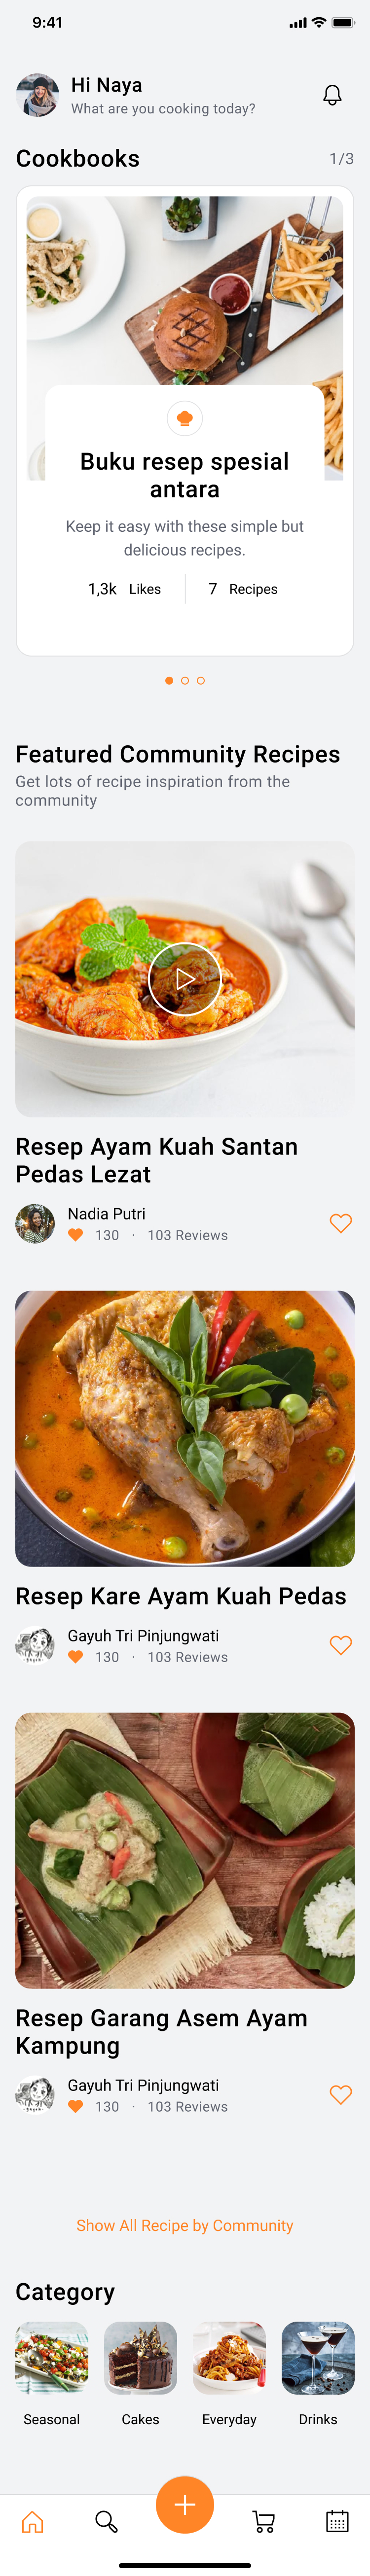 9:41
Hi Naya
What are you cooking today?
Cookbooks
1/3
Buku resep spesial
antara
Keep it easy with these simple but
delicious recipes.
1,3k Likes
7 Recipes
Featured Community Recipes
Get lots of recipe inspiration from the
community
Resep Ayam Kuah Santan
Pedas Lezat
Nadia Putri
130 · 103 Reviews
Resep Kare Ayam Kuah Pedas
Gayuh Tri Pinjungwati
130 · 103 Reviews
Resep Garang Asem Ayam
Kampung
Gayuh Tri Pinjungwati
130 · 103 Reviews
Show All Recipe by Community
Category
Seasonal
Cakes
Everyday
Drinks